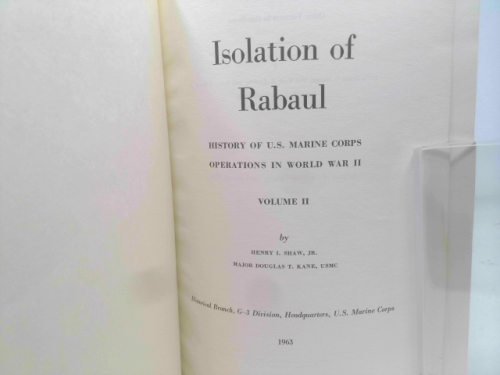 Isolation of
Rabaul
HISTORY OF U.S. MARINE CORPS
OPERATIONS IN WORLD WAR II
VOLUME II
by
HENRY I. SHAW, JR.
MAJOR DOUGLAS T. KANE, USMC
Historical Branch, G-3 Division, Headquarters, U.S. Marine Corps
1963